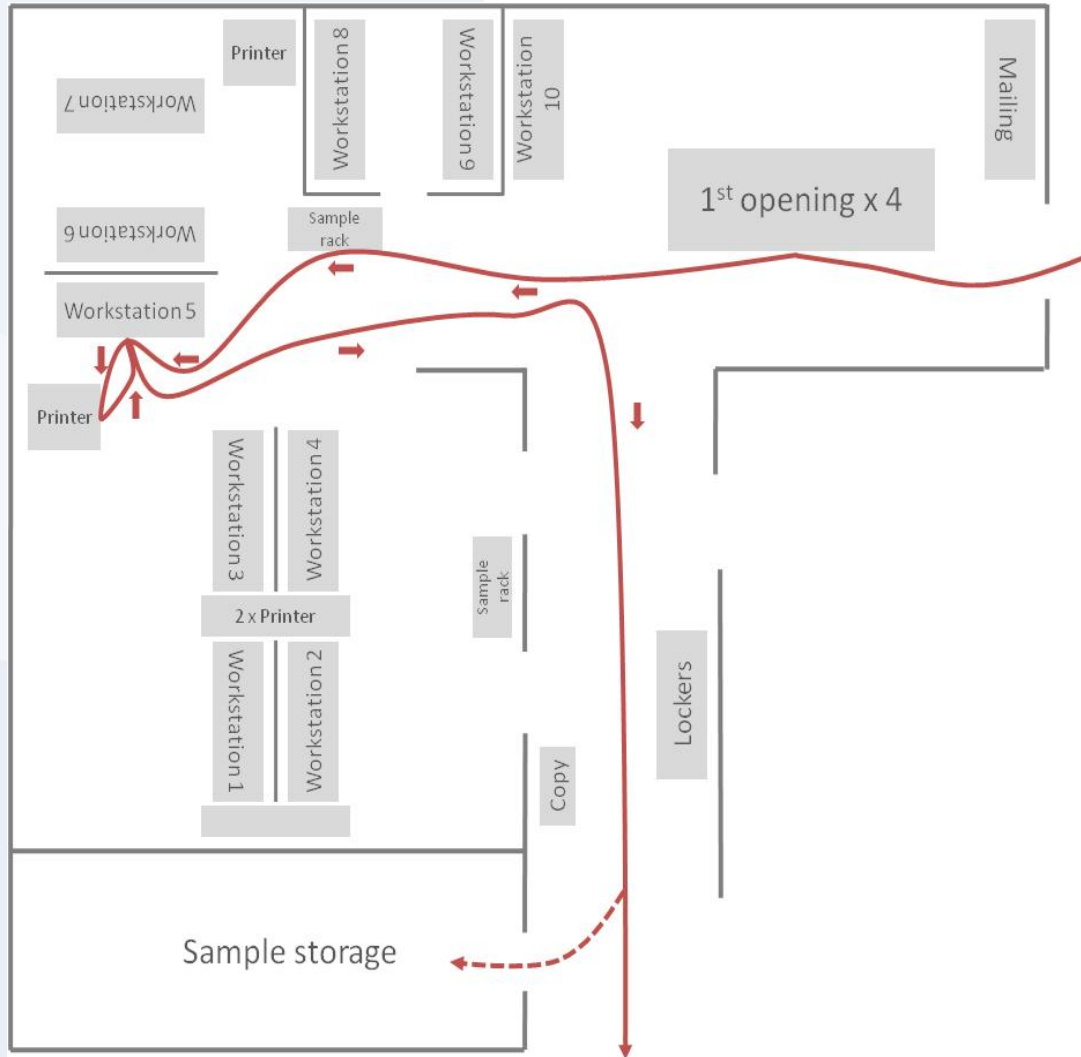 Printer
Workstation 8
Workstation 9
Workstation
10
Mailing
Workstation 7
1st opening x 4
Workstation 6
Sample
rack
Workstation 5
Printer
Workstation 3
Workstation 4
Sample
rack
2 x Printer
Workstation 1
Workstation 2
Lockers
Copy
Sample storage